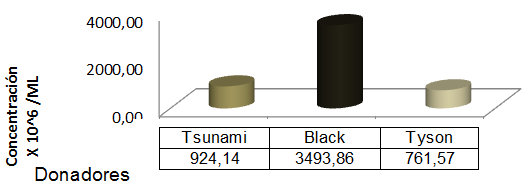 Concentración
X 10^6 /ML
4000,00
2000,00
0,00
Tsunami Black Tyson
924,14 3493,86 761,57
Donadores